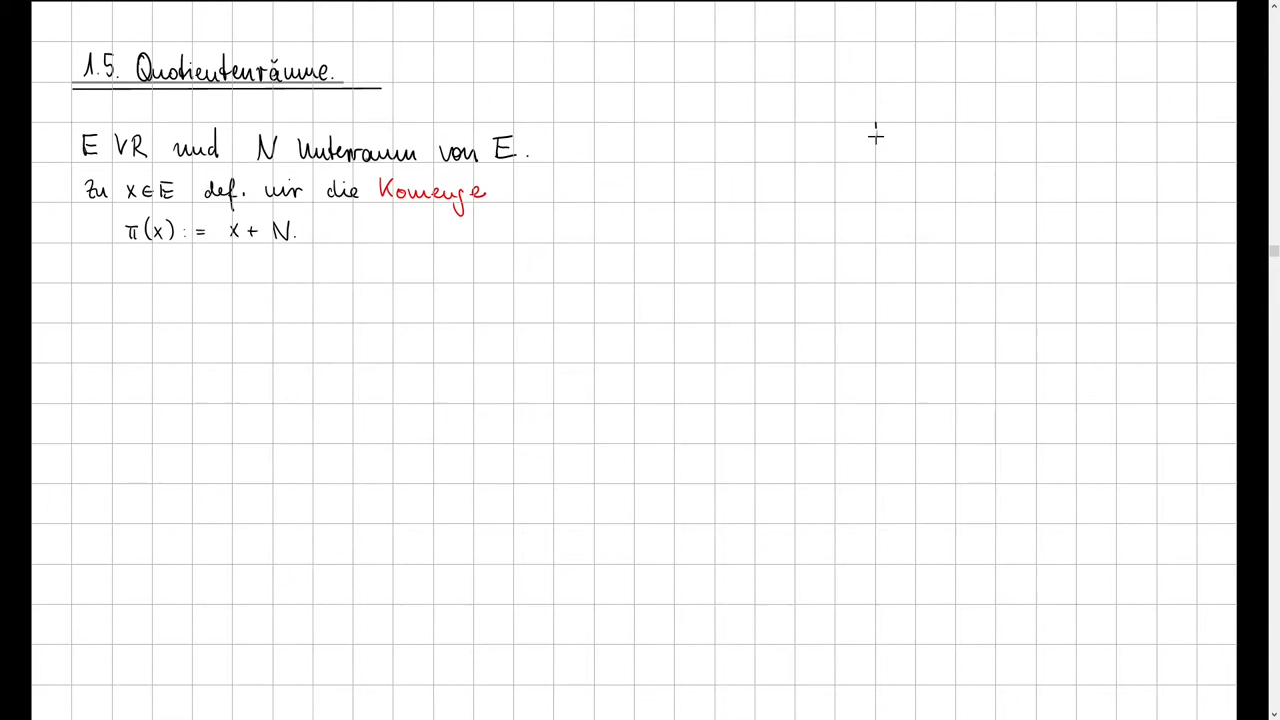 1.5. Quotientenräume.
E VR und N Unterraum von E.
Zu x ∈ E def. wir die Komenge
π(x) := x + N.